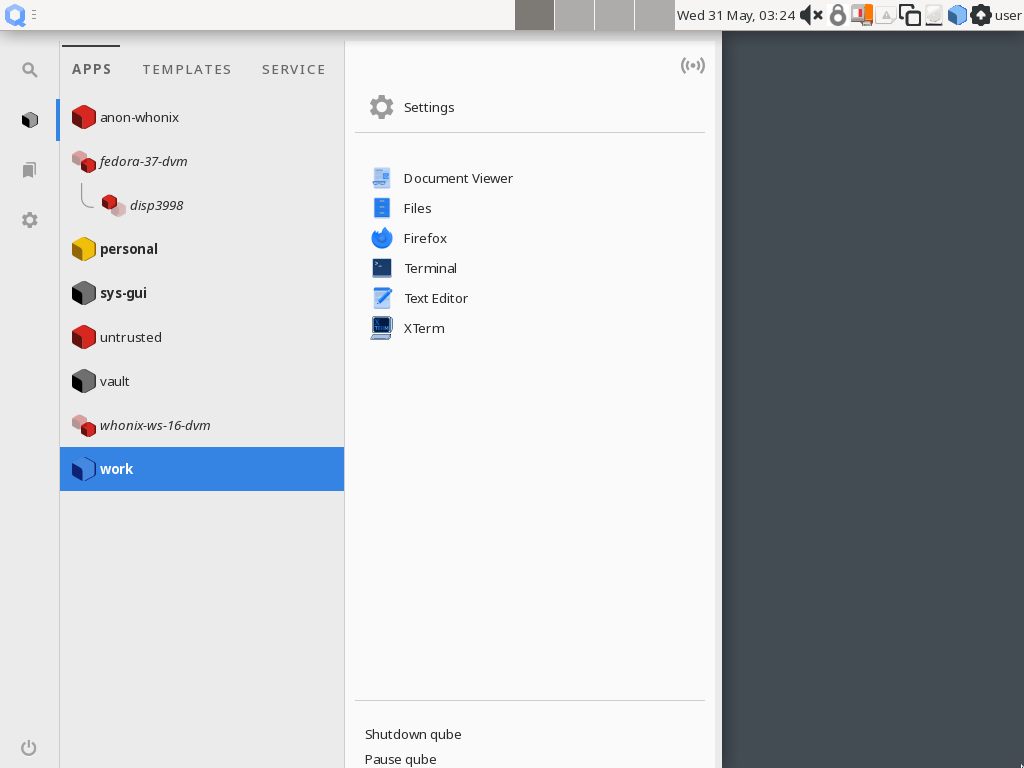 Wed 31 May, 03:24 user
APPS TEMPLATES SERVICE
anon-whonix
fedora-37-dvm
disp3998
personal
sys-gui
untrusted
vault
whonix-ws-16-dvm
work
Settings
Document Viewer
Files
Firefox
Terminal
Text Editor
XTerm
Shutdown qube
Pause qube